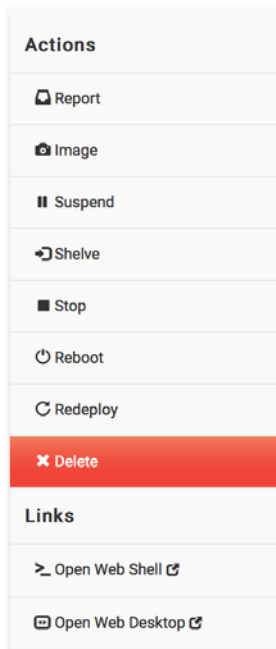 Actions
Report
Image
Suspend
Shelve
Stop
Reboot
Redeploy
Delete
Links
Open Web Shell
Open Web Desktop